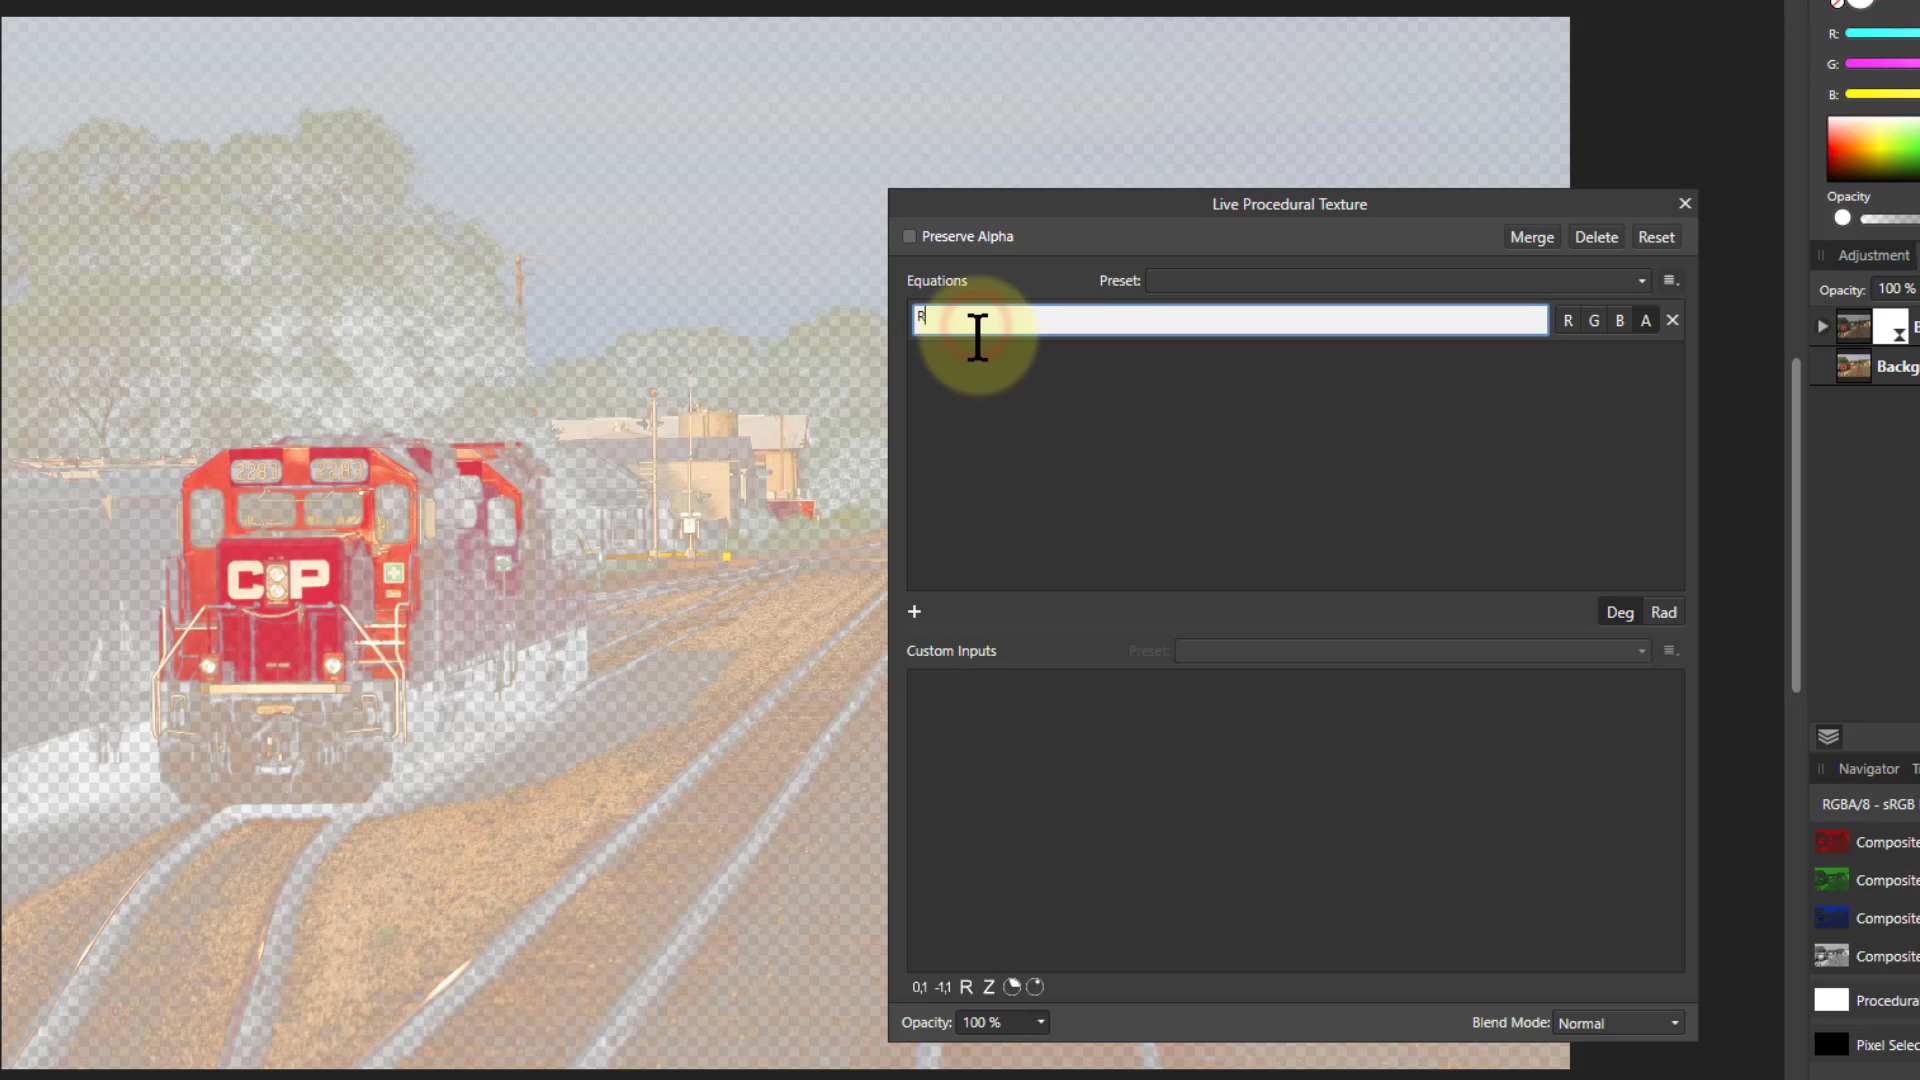 R:
G:
B:
Opacity
Live Procedural Texture
Preserve Alpha
Merge
Delete
Reset
Adjustment
Equations
Preset:
Opacity:
100 %
R
R
G
B
A
Backg
2283
2283
CP
Deg
Rad
Custom Inputs
Preset:
Navigator
RGBA/8 - sRGB
Composite
Composite
Composite
Composite
0,1
-1,1
R
Z
Procedura
Opacity:
100 %
Blend Mode:
Normal
Pixel Selec